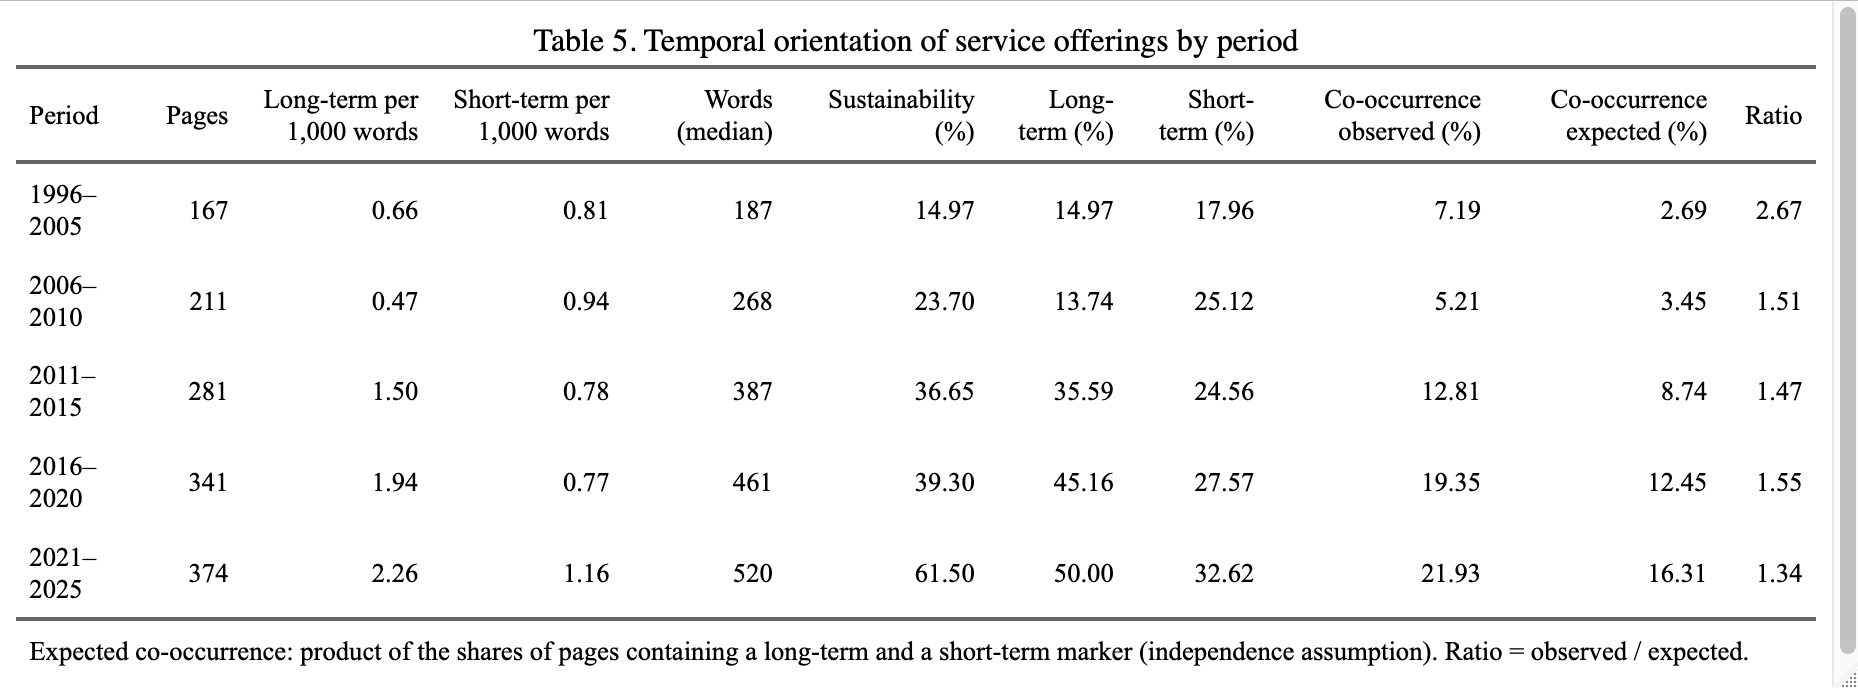 Table 5. Temporal orientation of service offerings by period
Period Pages Long-term per 1,000 words Short-term per 1,000 words Words (median) Sustainability (%) Long-term (%) Short-term (%) Co-occurrence observed (%) Co-occurrence expected (%) Ratio
1996–2005 167 0.66 0.81 187 14.97 14.97 17.96 7.19 2.69 2.67
2006–2010 211 0.47 0.94 268 23.70 13.74 25.12 5.21 3.45 1.51
2011–2015 281 1.50 0.78 387 36.65 35.59 24.56 12.81 8.74 1.47
2016–2020 341 1.94 0.77 461 39.30 45.16 27.57 19.35 12.45 1.55
2021–2025 374 2.26 1.16 520 61.50 50.00 32.62 21.93 16.31 1.34
Expected co-occurrence: product of the shares of pages containing a long-term and a short-term marker (independence assumption). Ratio = observed / expected.